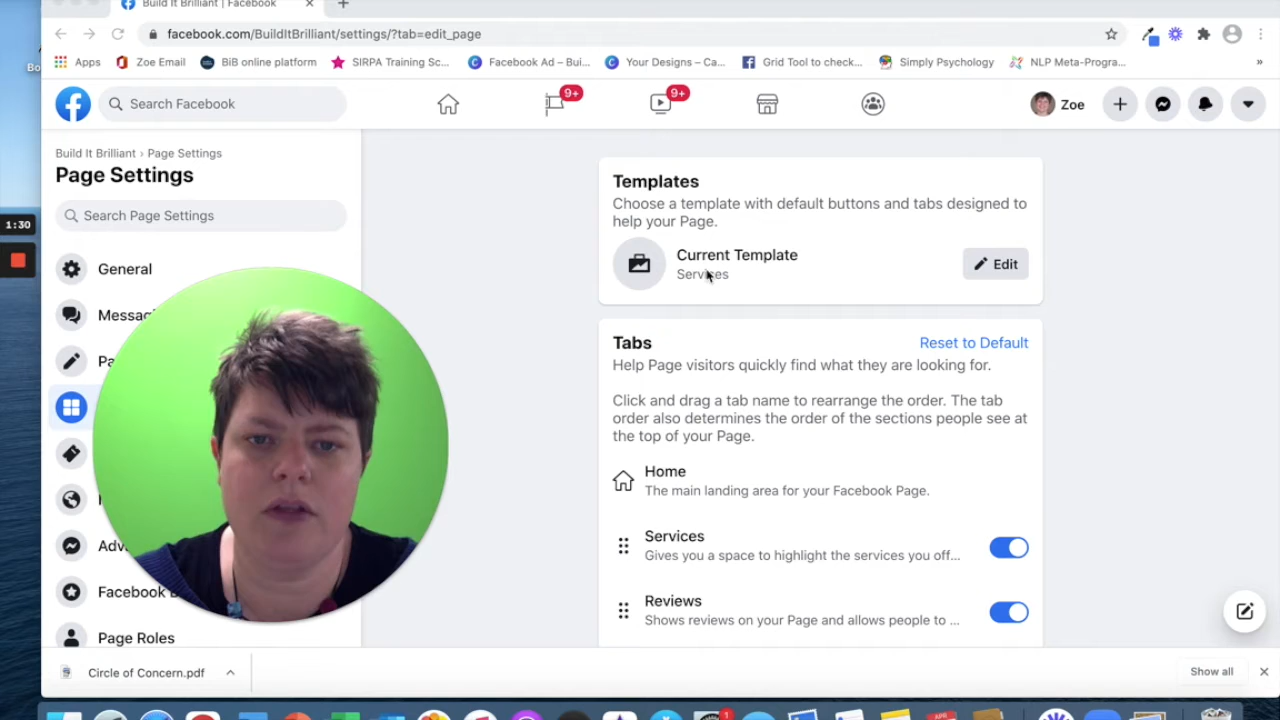 Build It Brilliant | Facebook
facebook.com/BuildItBrilliant/settings/?tab=edit_page
Apps
Zoe Email
BiB online platform
SIRPA Training Sc...
Facebook Ad – Bui...
Your Designs – Ca...
Grid Tool to check...
Simply Psychology
NLP Meta-Progra...
»
Search Facebook
9+
9+
Zoe
Build It Brilliant › Page Settings
Page Settings
Search Page Settings
1:30
General
Messag
Pa
Adv
Facebook
Page Roles
Templates
Choose a template with default buttons and tabs designed to
help your Page.
Current Template
Services
Edit
Tabs
Reset to Default
Help Page visitors quickly find what they are looking for.
Click and drag a tab name to rearrange the order. The tab
order also determines the order of the sections people see at
the top of your Page.
Home
The main landing area for your Facebook Page.
Services
Gives you a space to highlight the services you off...
Reviews
Shows reviews on your Page and allows people to ...
Circle of Concern.pdf
Show all
1